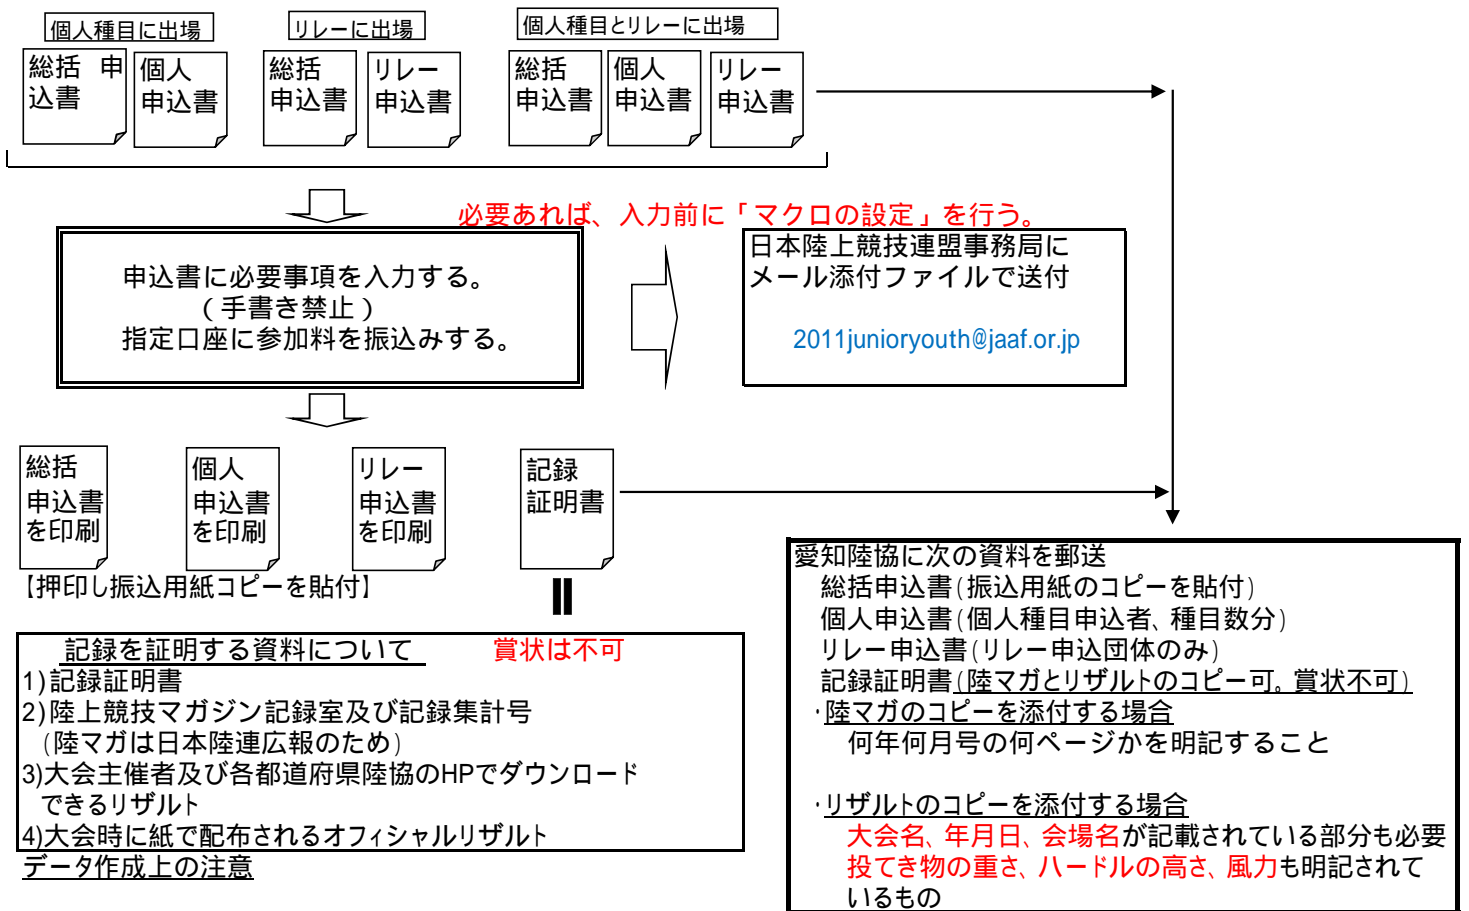 個人種目に出場
リレーに出場
個人種目とリレーに出場
総括 申
込書
個人
申込書
総括
申込書
リレー
申込書
総括
申込書
個人
申込書
リレー
申込書
必要あれば、入力前に「マクロの設定」を行う。
申込書に必要事項を入力する。
(手書き禁止)
指定口座に参加料を振込みする。
日本陸上競技連盟事務局に
メール添付ファイルで送付
2011junioryouth@jaaf.or.jp
総括
申込書
を印刷
個人
申込書
を印刷
リレー
申込書
を印刷
記録
証明書
【押印し振込用紙コピーを貼付】
記録を証明する資料について 賞状は不可
1)記録証明書
2)陸上競技マガジン記録室及び記録集計号
(陸マガは日本陸連広報のため)
3)大会主催者及び各都道府県陸協のHPでダウンロード
できるリザルト
4)大会時に紙で配布されるオフィシャルリザルト
データ作成上の注意
愛知陸協に次の資料を郵送
総括申込書(振込用紙のコピーを貼付)
個人申込書(個人種目申込者、種目数分)
リレー申込書(リレー申込団体のみ)
記録証明書(陸マガとリザルトのコピー可。賞状不可)
・陸マガのコピーを添付する場合
何年何月号の何ページかを明記すること
・リザルトのコピーを添付する場合
大会名、年月日、会場名が記載されている部分も必要
投てき物の重さ、ハードルの高さ、風力も明記されて
いるもの